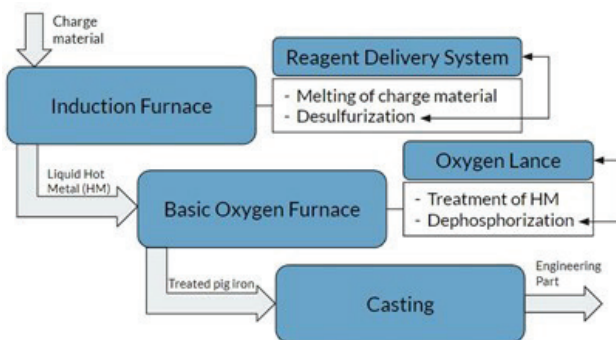 Charge
material
Reagent Delivery System
Induction Furnace
- Melting of charge material
- Desulfurization
Liquid Hot
Metal (HM)
Oxygen Lance
Basic Oxygen Furnace
- Treatment of HM
- Dephosphorization
Treated pig iron
Casting
Engineering
Part